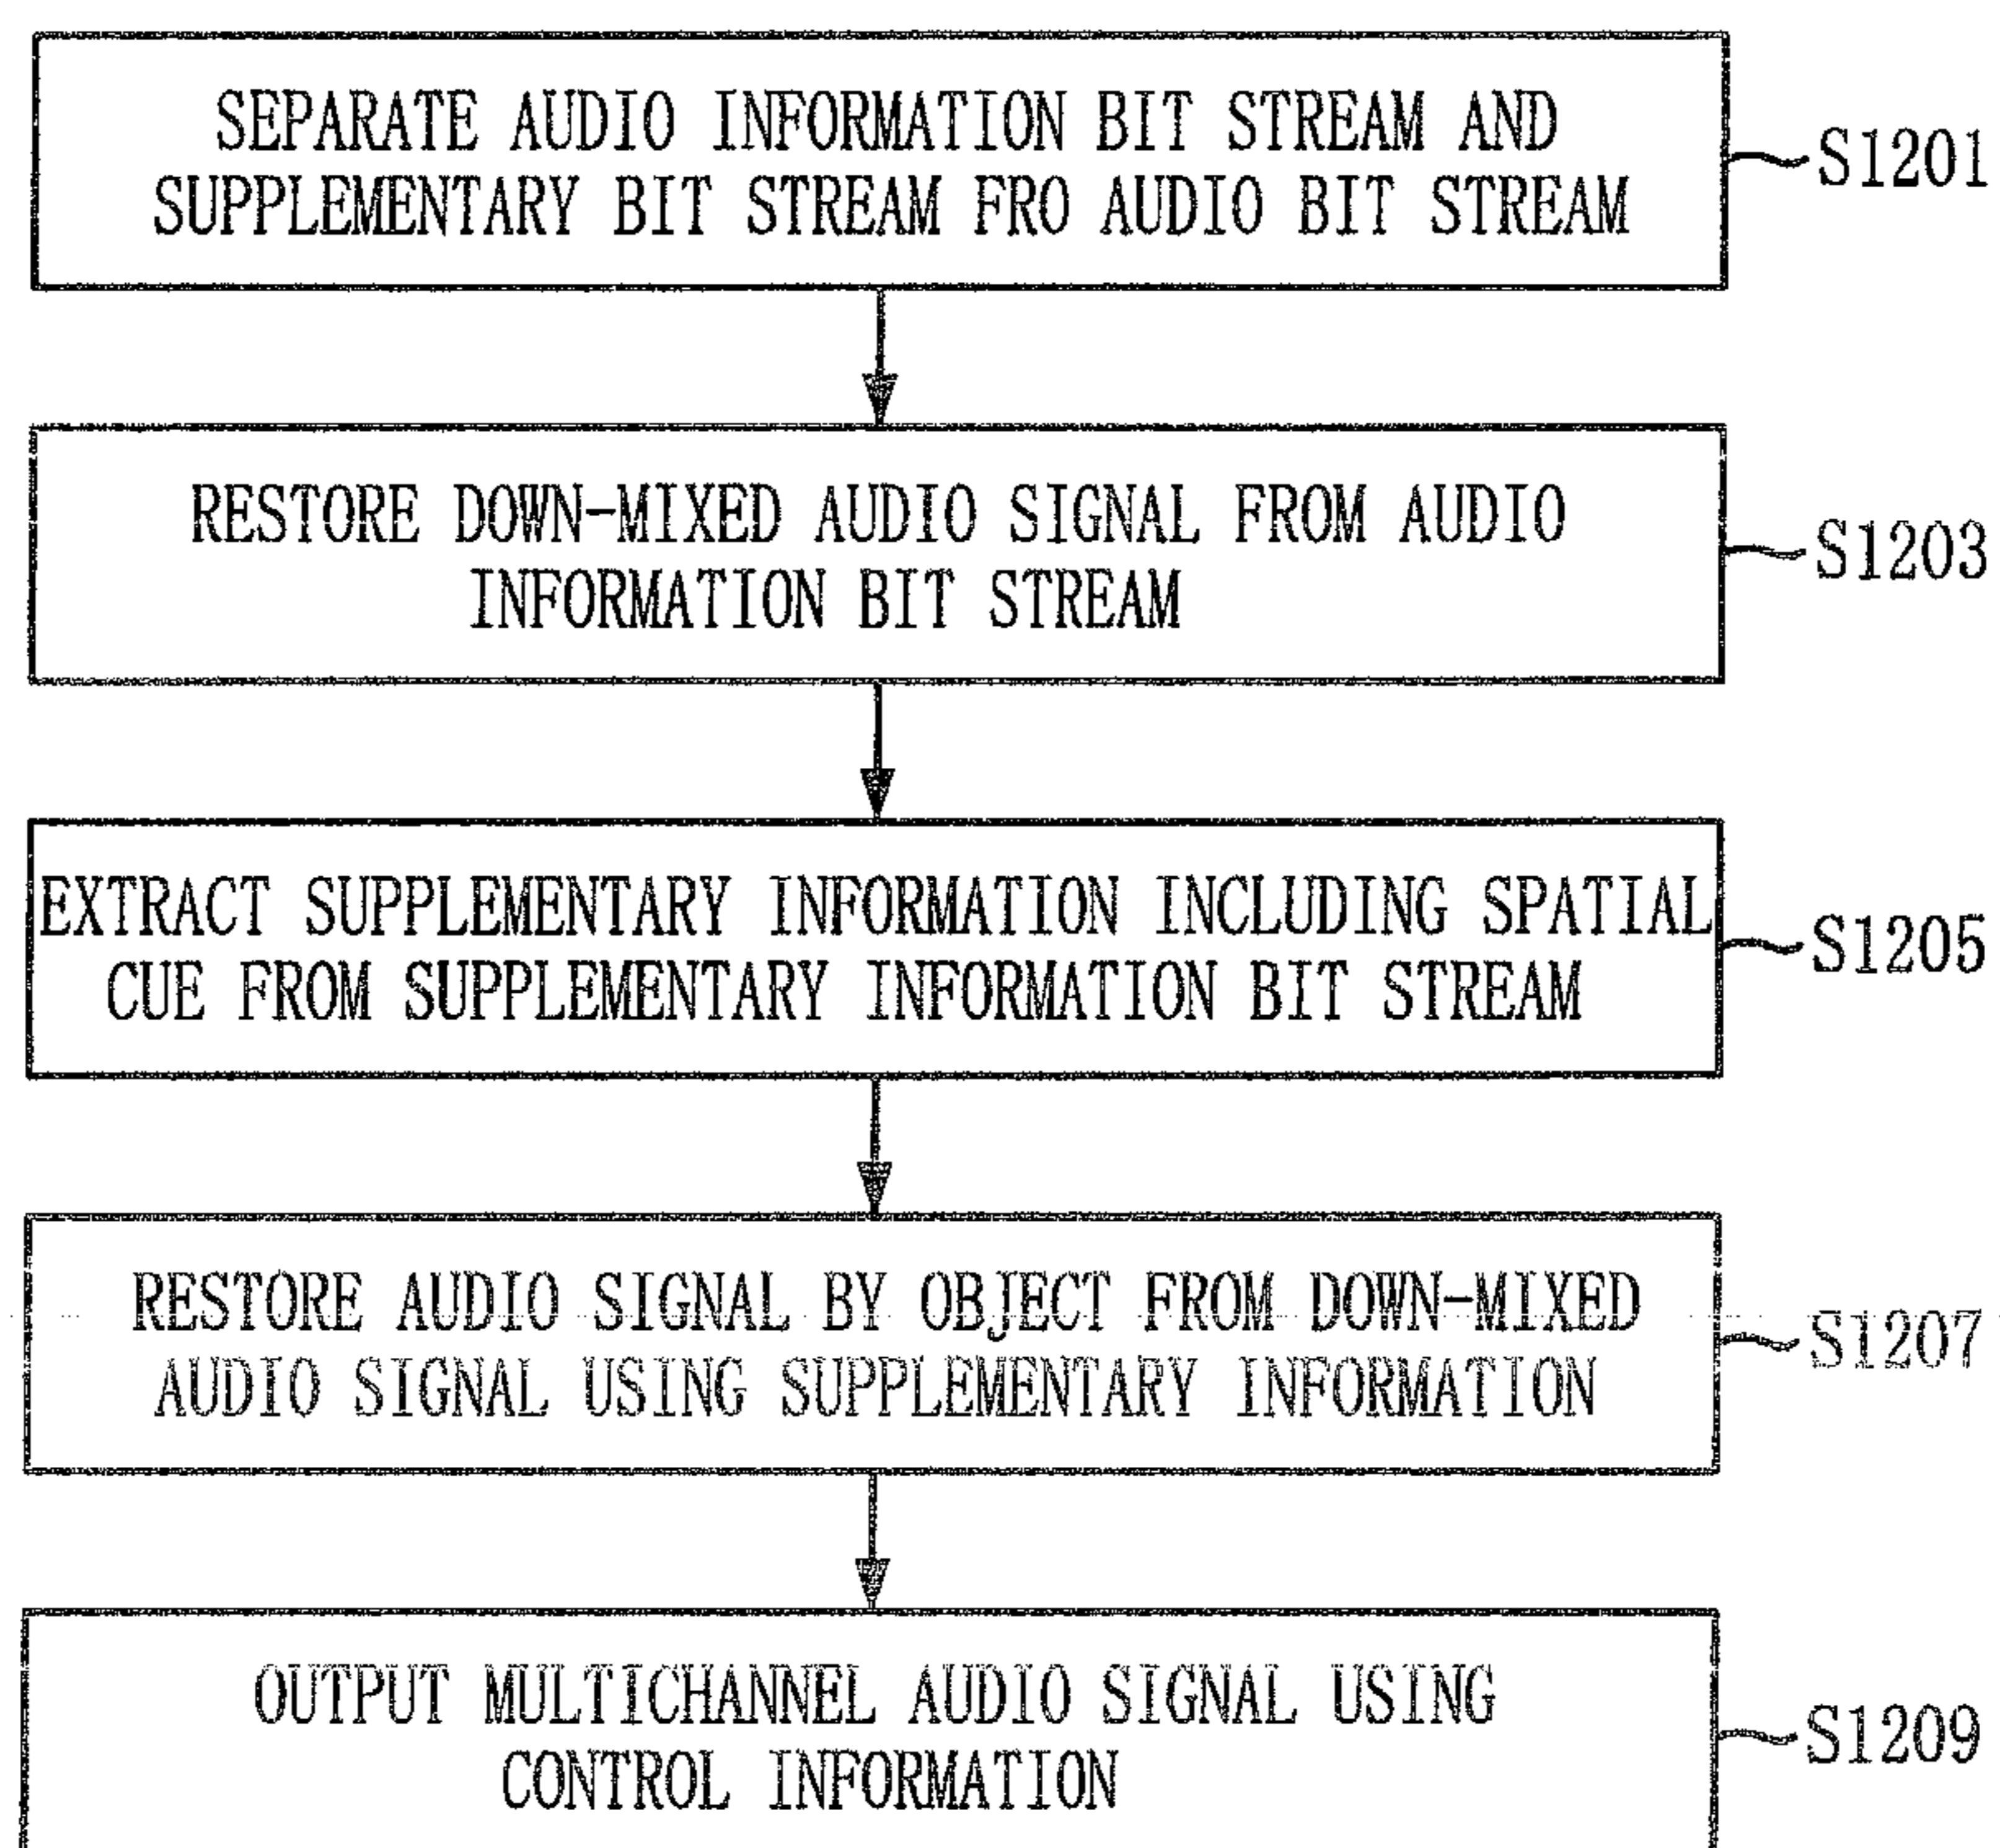 SEPARATE AUDIO INFORMATION BIT STREAM AND
SUPPLEMENTARY BIT STREAM FRO AUDIO BIT STREAM
S1201
RESTORE DOWN-MIXED AUDIO SIGNAL FROM AUDIO
INFORMATION BIT STREAM
S1203
EXTRACT SUPPLEMENTARY INFORMATION INCLUDING SPATIAL
CUE FROM SUPPLEMENTARY INFORMATION BIT STREAM
S1205
RESTORE AUDIO SIGNAL BY OBJECT FROM DOWN-MIXED
AUDIO SIGNAL USING SUPPLEMENTARY INFORMATION
S1207
OUTPUT MULTICHANNEL AUDIO SIGNAL USING
CONTROL INFORMATION
S1209